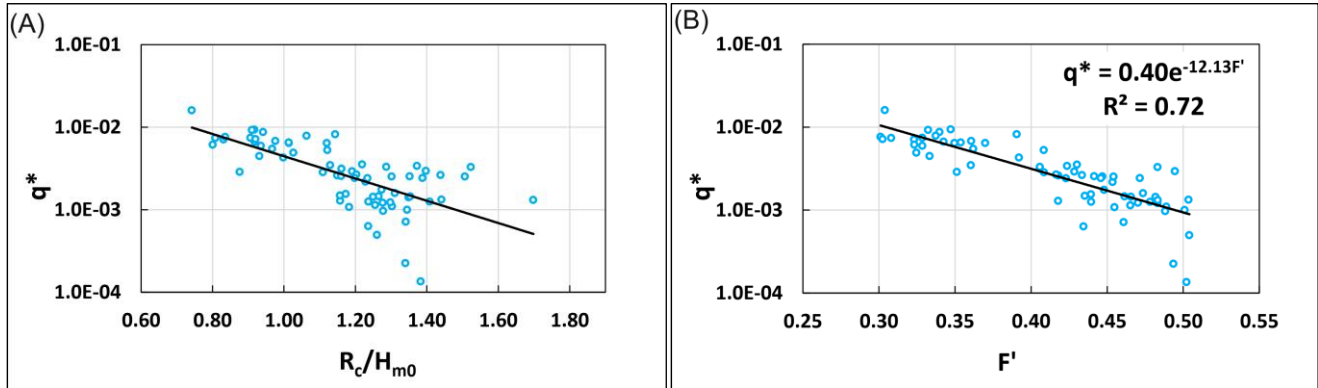 (A)
1.0E-01
1.0E-02
1.0E-03
1.0E-04
q*
0.60 0.80 1.00 1.20 1.40 1.60 1.80
Rc/Hm0
(B)
1.0E-01
1.0E-02
1.0E-03
1.0E-04
q*
q* = 0.40e-12.13F'
R² = 0.72
0.25 0.30 0.35 0.40 0.45 0.50 0.55
F'